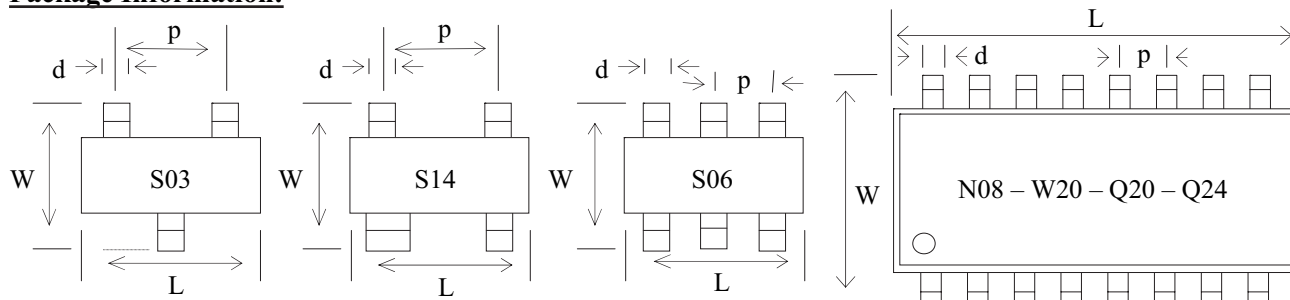 Package Information:
p
d
W
S03
L
p
d
W
S14
L
d
p
W
S06
L
L
d
p
W
N08 – W20 – Q20 – Q24